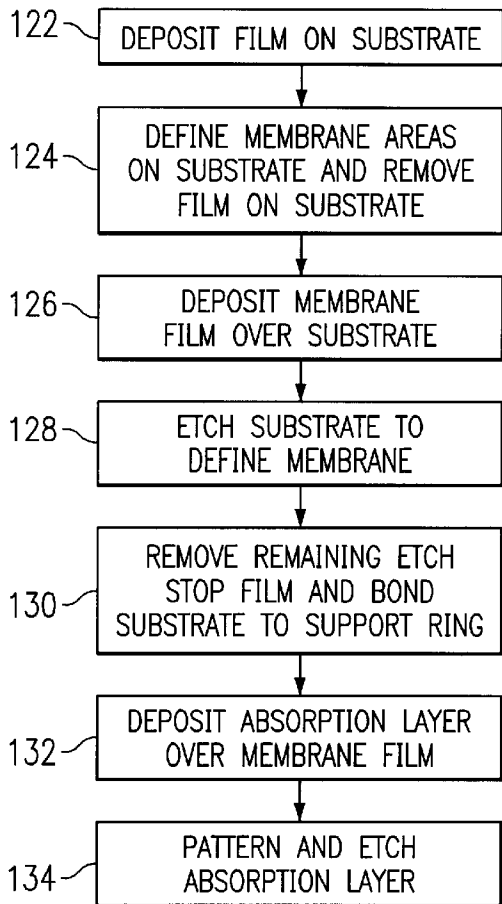 122
DEPOSIT FILM ON SUBSTRATE
124
DEFINE MEMBRANE AREAS
ON SUBSTRATE AND REMOVE
FILM ON SUBSTRATE
126
DEPOSIT MEMBRANE
FILM OVER SUBSTRATE
128
ETCH SUBSTRATE TO
DEFINE MEMBRANE
130
REMOVE REMAINING ETCH
STOP FILM AND BOND
SUBSTRATE TO SUPPORT RING
132
DEPOSIT ABSORPTION LAYER
OVER MEMBRANE FILM
134
PATTERN AND ETCH
ABSORPTION LAYER